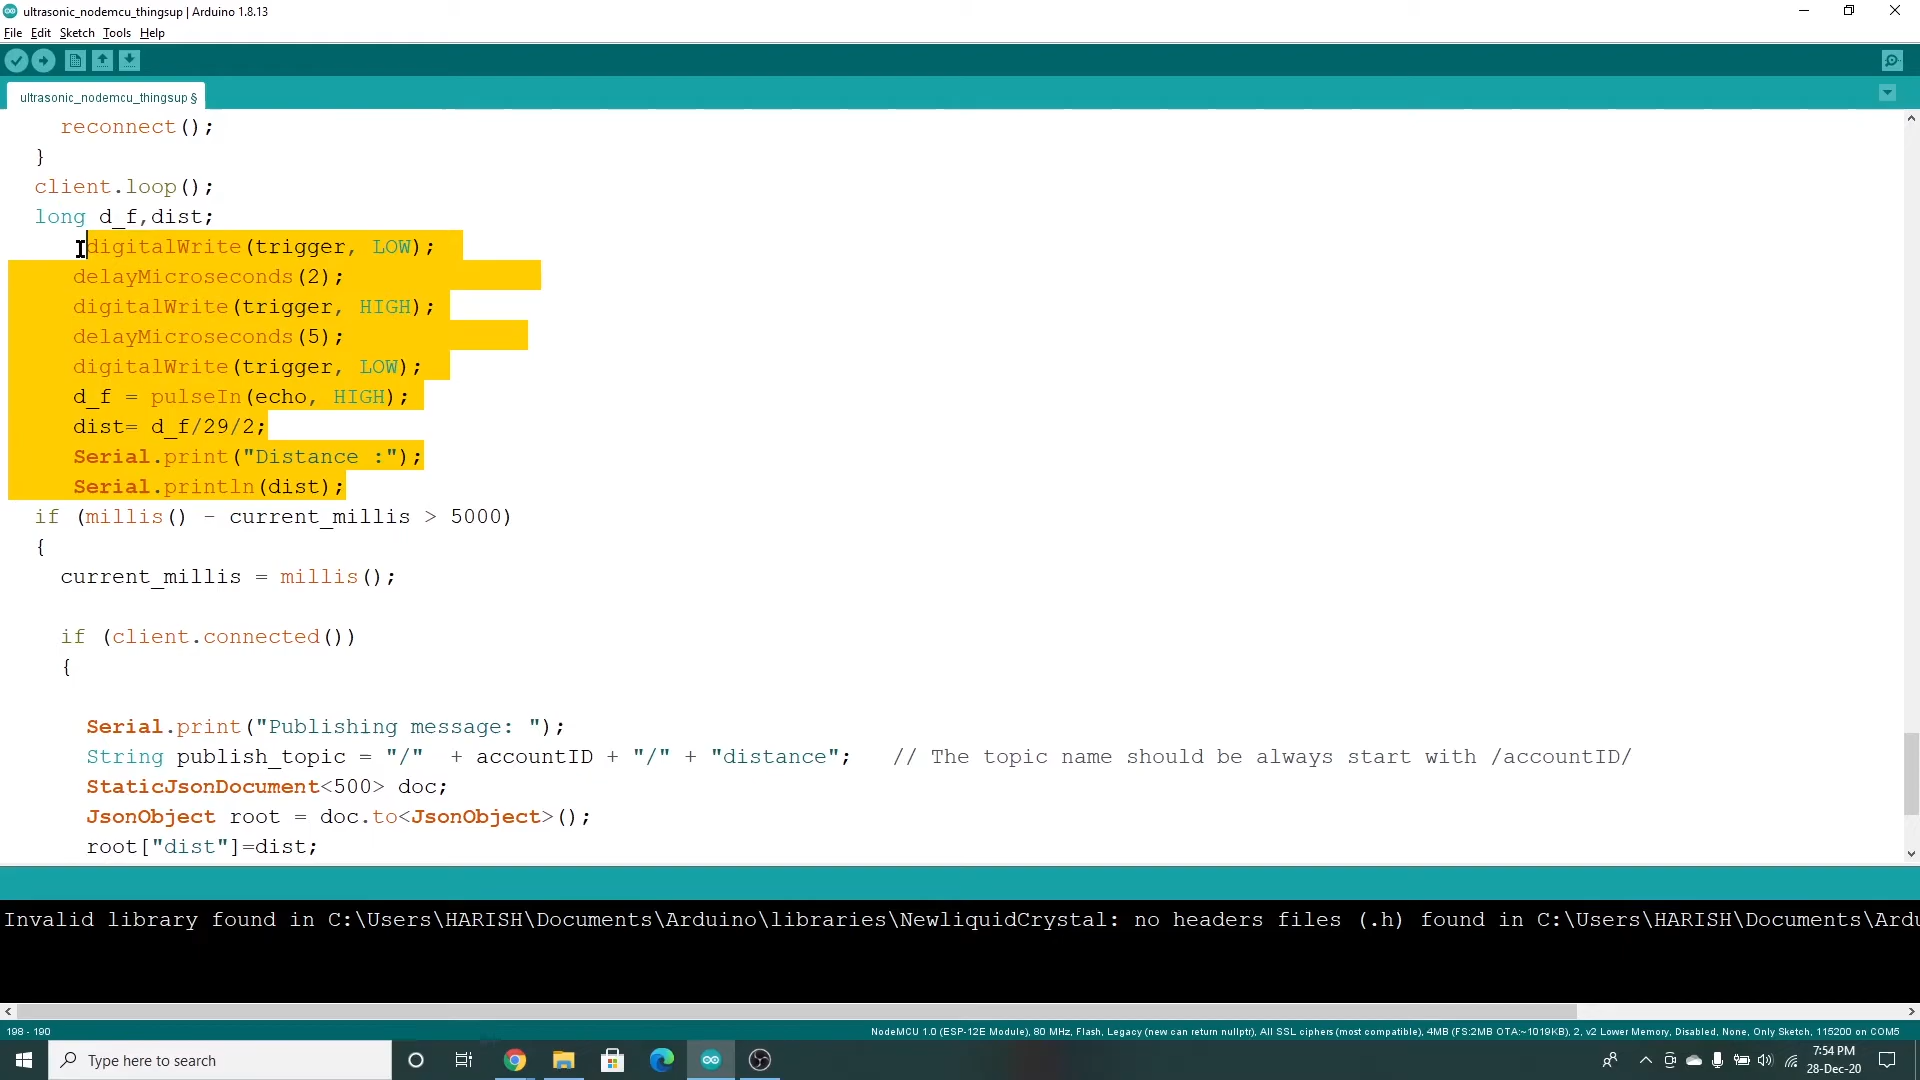 ultrasonic_nodemcu_thingsup | Arduino 1.8.13
File Edit Sketch Tools Help
ultrasonic_nodemcu_thingsup §
reconnect();
}
client.loop();
long d_f,dist;
digitalWrite(trigger, LOW);
delayMicroseconds(2);
digitalWrite(trigger, HIGH);
delayMicroseconds(5);
digitalWrite(trigger, LOW);
d_f = pulseIn(echo, HIGH);
dist= d_f/29/2;
Serial.print("Distance :");
Serial.println(dist);
if (millis() - current_millis > 5000)
{
current_millis = millis();
if (client.connected())
{
Serial.print("Publishing message: ");
String publish_topic = "/"  + accountID + "/" + "distance";   // The topic name should be always start with /accountID/
StaticJsonDocument<500> doc;
JsonObject root = doc.to<JsonObject>();
root["dist"]=dist;
Invalid library found in C:\Users\HARISH\Documents\Arduino\libraries\NewliquidCrystal: no headers files (.h) found in C:\Users\HARISH\Documents\Ardu
198 - 190
NodeMCU 1.0 (ESP-12E Module), 80 MHz, Flash, Legacy (new can return nullptr), All SSL ciphers (most compatible), 4MB (FS:2MB OTA:~1019KB), 2, v2 Lower Memory, Disabled, None, Only Sketch, 115200 on COM5
Type here to search
7:54 PM
28-Dec-20